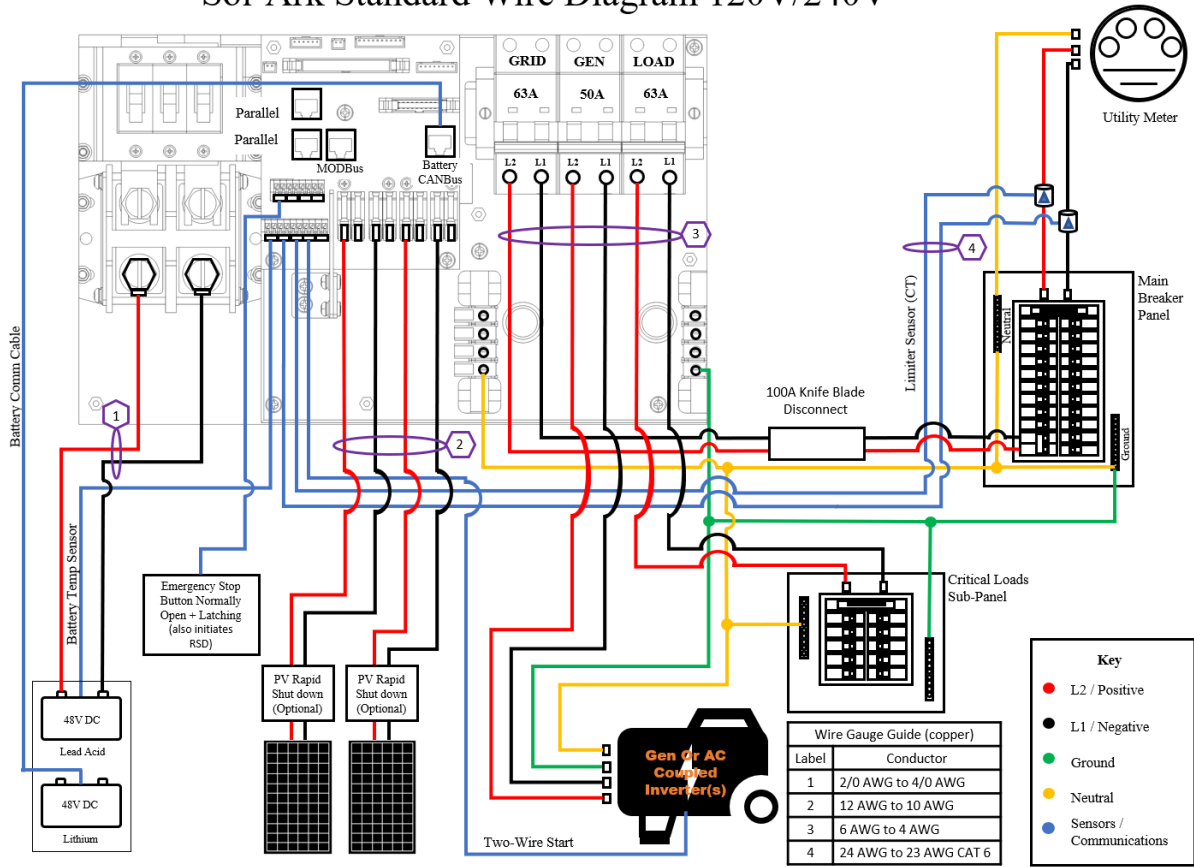 Sol-Ark Standard Wire Diagram 120V/240V
GRID
GEN
LOAD
63A
50A
63A
Parallel
Parallel
MODBus
Battery
CANBus
L2
L1
L2
L1
L2
L1
Utility Meter
3
4
Main
Breaker
Panel
Neutral
Limiter Sensor (CT)
Battery Comm Cable
1
2
100A Knife Blade
Disconnect
Ground
Battery Temp Sensor
Emergency Stop
Button Normally
Open + Latching
(also initiates
RSD)
Critical Loads
Sub-Panel
PV Rapid
Shut down
(Optional)
PV Rapid
Shut down
(Optional)
48V DC
Lead Acid
48V DC
Lithium
Gen Or AC
Coupled
Inverter(s)
Two-Wire Start
Wire Gauge Guide (copper)
Label Conductor
1 2/0 AWG to 4/0 AWG
2 12 AWG to 10 AWG
3 6 AWG to 4 AWG
4 24 AWG to 23 AWG CAT 6
Key
L2 / Positive
L1 / Negative
Ground
Neutral
Sensors /
Communications